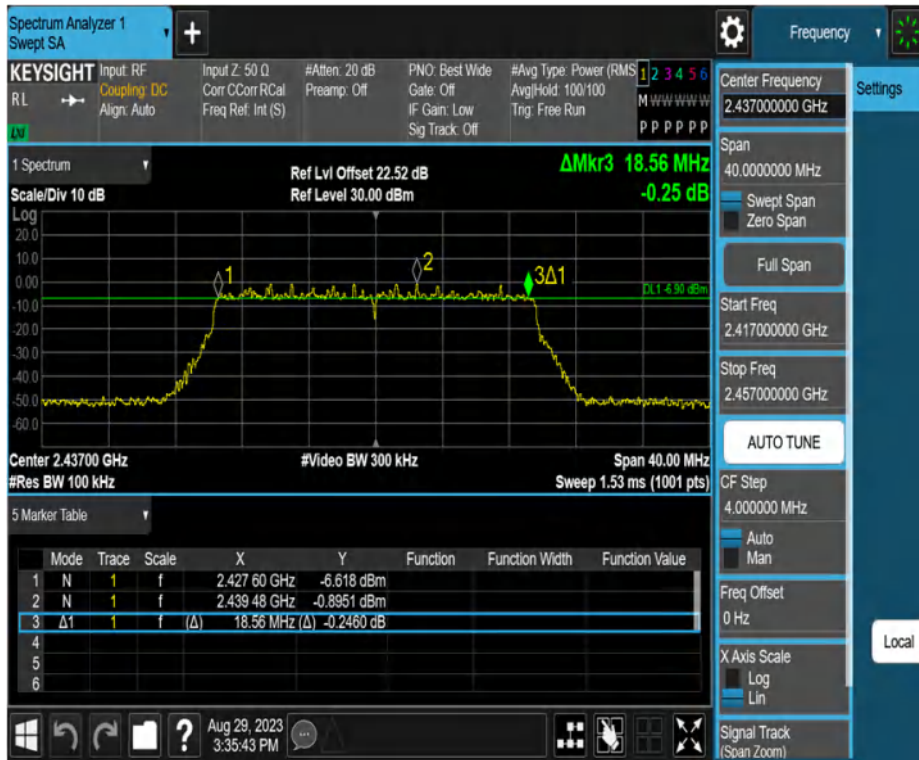 Spectrum Analyzer 1
Swept SA
Frequency
KEYSIGHT
RL
LXI
Input: RF
Coupling: DC
Align: Auto
Input Z: 50 Ω
Corr CCorr RCal
Freq Ref: Int (S)
#Atten: 20 dB
Preamp: Off
PNO: Best Wide
Gate: Off
IF Gain: Low
Sig Track: Off
#Avg Type: Power (RMS
Avg|Hold: 100/100
Trig: Free Run
1 2 3 4 5 6
M W W W W W
P P P P P P
1 Spectrum
Scale/Div 10 dB
Ref Lvl Offset 22.52 dB
Ref Level 30.00 dBm
ΔMkr3 18.56 MHz
-0.25 dB
Log
20.0
10.0
0.00
-10.0
-20.0
-30.0
-40.0
-50.0
-60.0
1
2
3Δ1
DL1 -6.90 dBm
Center 2.43700 GHz
#Video BW 300 kHz
Span 40.00 MHz
#Res BW 100 kHz
Sweep 1.53 ms (1001 pts)
5 Marker Table
Mode Trace Scale X Y Function Function Width Function Value
1 N 1 f 2.427 60 GHz -6.618 dBm
2 N 1 f 2.439 48 GHz -0.8951 dBm
3 Δ1 1 f (Δ) 18.56 MHz (Δ) -0.2460 dB
4
5
6
?
Aug 29, 2023
3:35:43 PM
Center Frequency
2.437000000 GHz
Span
40.0000000 MHz
Swept Span
Zero Span
Full Span
Start Freq
2.417000000 GHz
Stop Freq
2.457000000 GHz
AUTO TUNE
CF Step
4.000000 MHz
Auto
Man
Freq Offset
0 Hz
X Axis Scale
Log
Lin
Signal Track
(Span Zoom)
Settings
Local